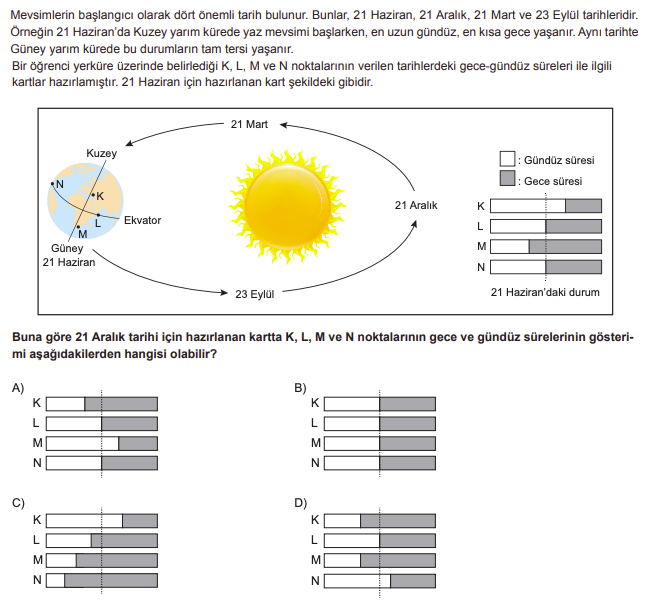 Mevsimlerin başlangıcı olarak dört önemli tarih bulunur. Bunlar, 21 Haziran, 21 Aralık, 21 Mart ve 23 Eylül tarihleridir.
Örneğin 21 Haziran'da Kuzey yarım kürede yaz mevsimi başlarken, en uzun gündüz, en kısa gece yaşanır. Aynı tarihte
Güney yarım kürede bu durumların tam tersi yaşanır.
Bir öğrenci yerküre üzerinde belirlediği K, L, M ve N noktalarının verilen tarihlerdeki gece-gündüz süreleri ile ilgili
kartlar hazırlamıştır. 21 Haziran için hazırlanan kart şekildeki gibidir.
21 Mart
Kuzey
N
K
L
M
Ekvator
Güney
21 Haziran
23 Eylül
21 Aralık
: Gündüz süresi
: Gece süresi
K
L
M
N
21 Haziran'daki durum
Buna göre 21 Aralık tarihi için hazırlanan kartta K, L, M ve N noktalarının gece ve gündüz sürelerinin gösteri-
mi aşağıdakilerden hangisi olabilir?
A)
K
L
M
N
B)
K
L
M
N
C)
K
L
M
N
D)
K
L
M
N